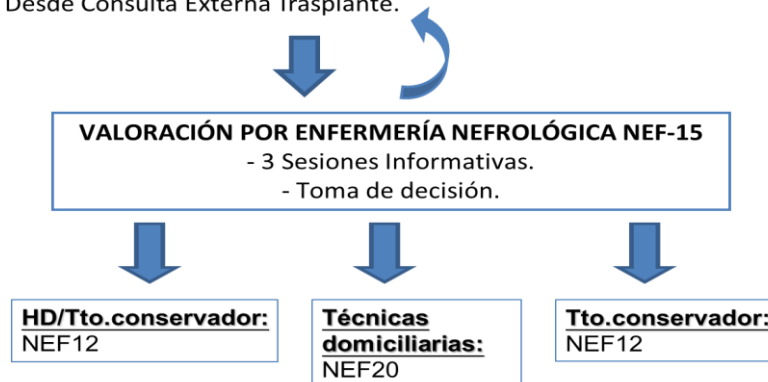 Desde Consulta Externa Trasplante.
VALORACIÓN POR ENFERMERÍA NEFROLÓGICA NEF-15
- 3 Sesiones Informativas.
- Toma de decisión.
HD/Tto.conservador:
NEF12
Técnicas
domiciliarias:
NEF20
Tto.conservador:
NEF12